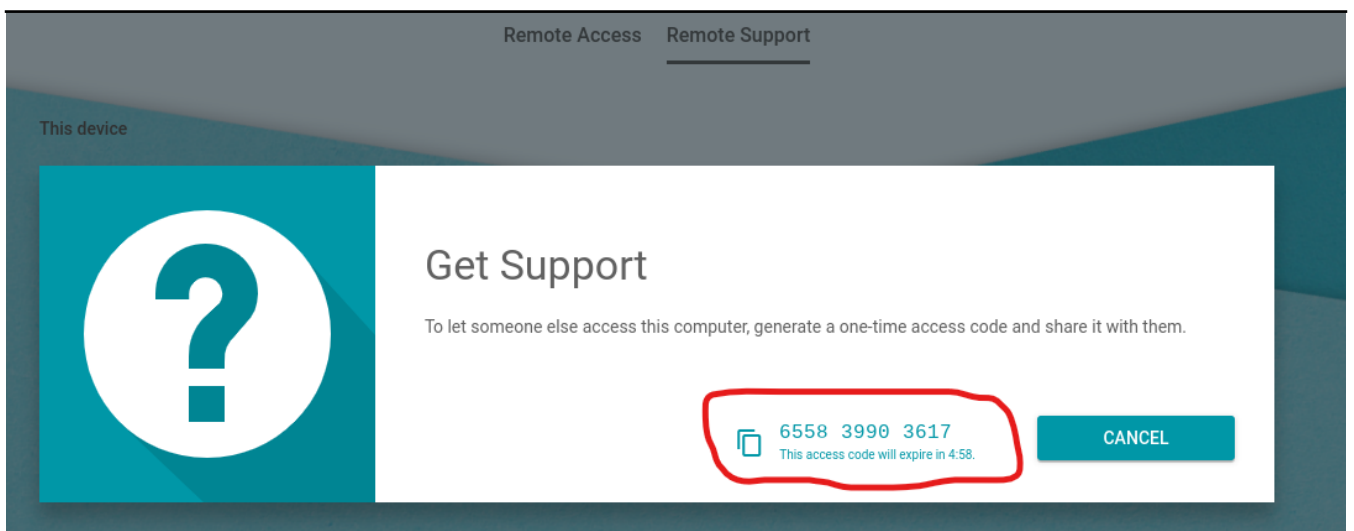 Remote Access Remote Support
This device
?
Get Support
To let someone else access this computer, generate a one-time access code and share it with them.
6558 3990 3617
This access code will expire in 4:58.
CANCEL